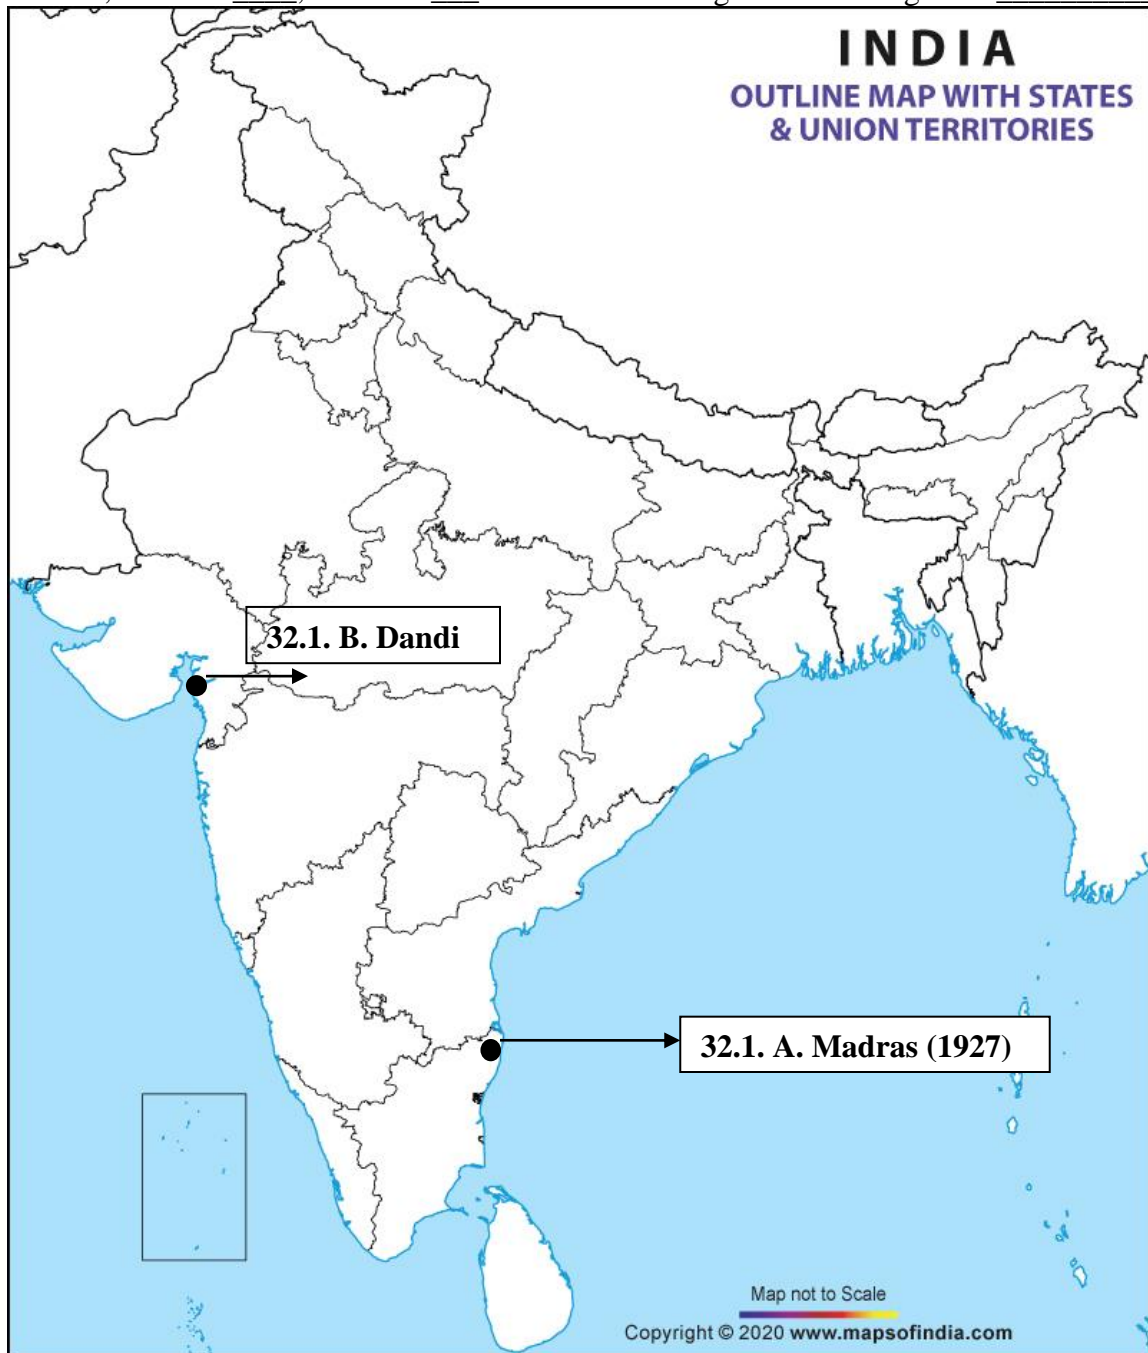 INDIA
OUTLINE MAP WITH STATES
& UNION TERRITORIES
32.1. B. Dandi
32.1. A. Madras (1927)
Map not to Scale
Copyright © 2020 www.mapsofindia.com